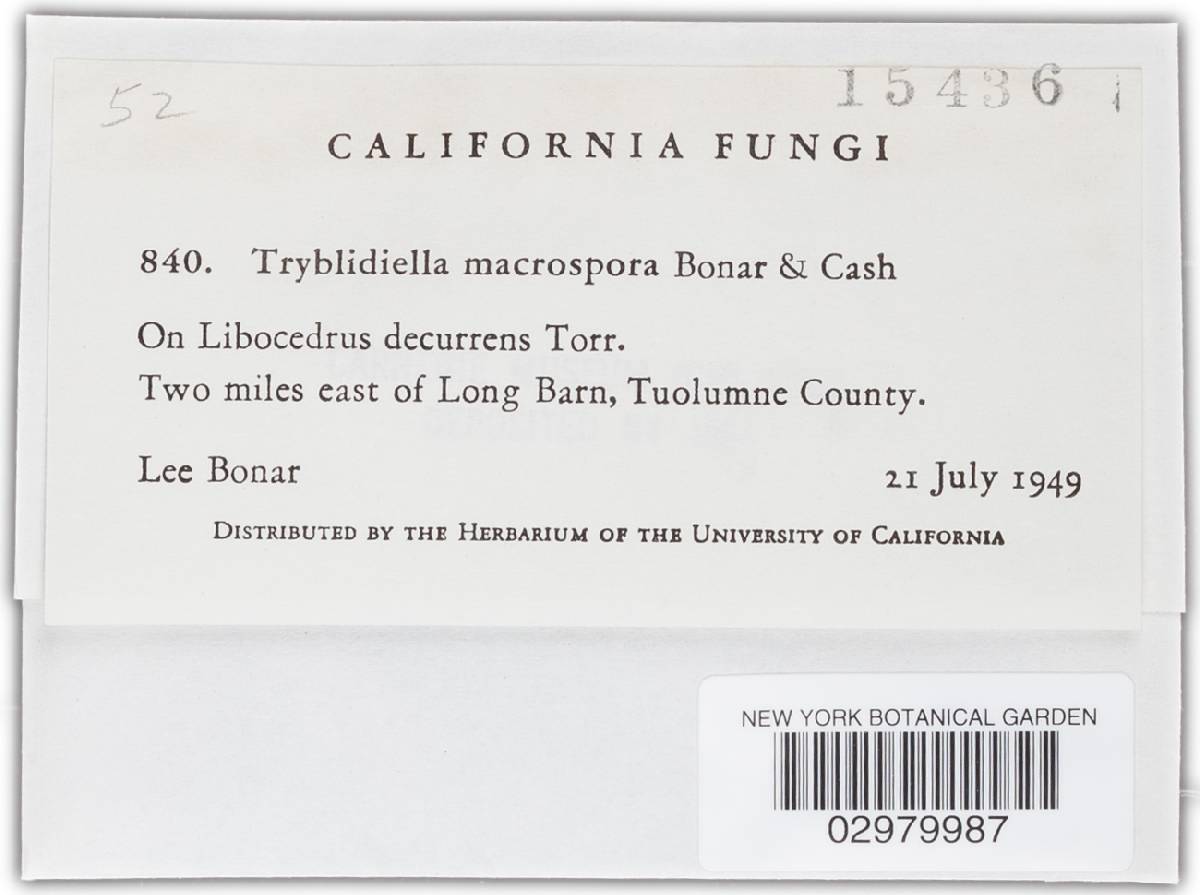 52
15436
CALIFORNIA FUNGI
840. Tryblidiella macrospora Bonar & Cash
On Libocedrus decurrens Torr.
Two miles east of Long Barn, Tuolumne County.
Lee Bonar 21 July 1949
DISTRIBUTED BY THE HERBARIUM OF THE UNIVERSITY OF CALIFORNIA
NEW YORK BOTANICAL GARDEN
02979987